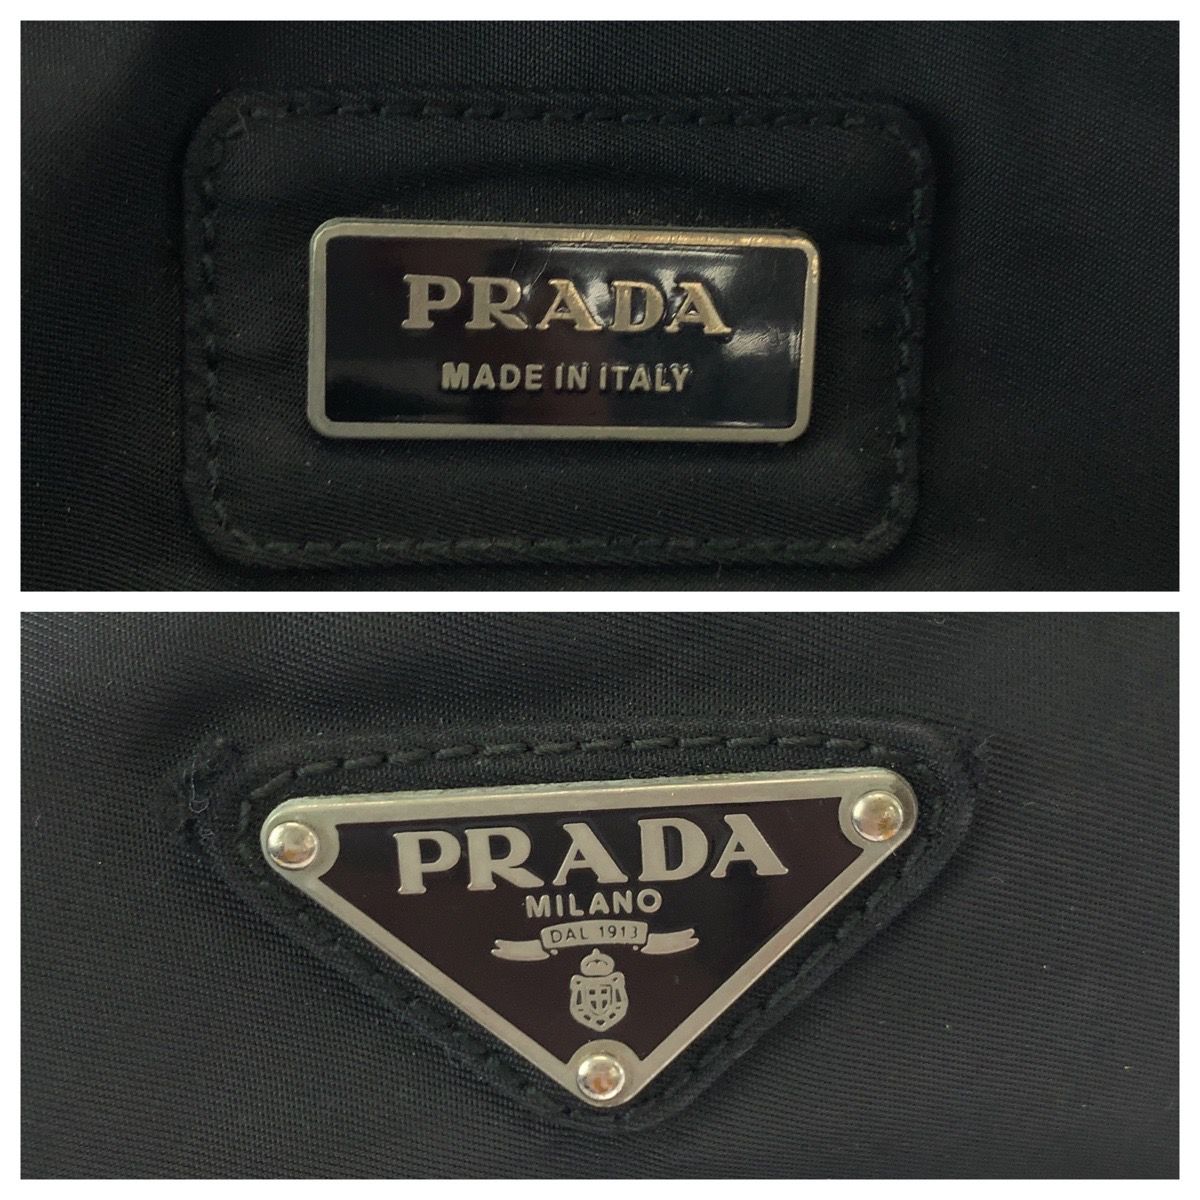 PRADA
MADE IN ITALY
PRADA
MILANO
DAL 1913